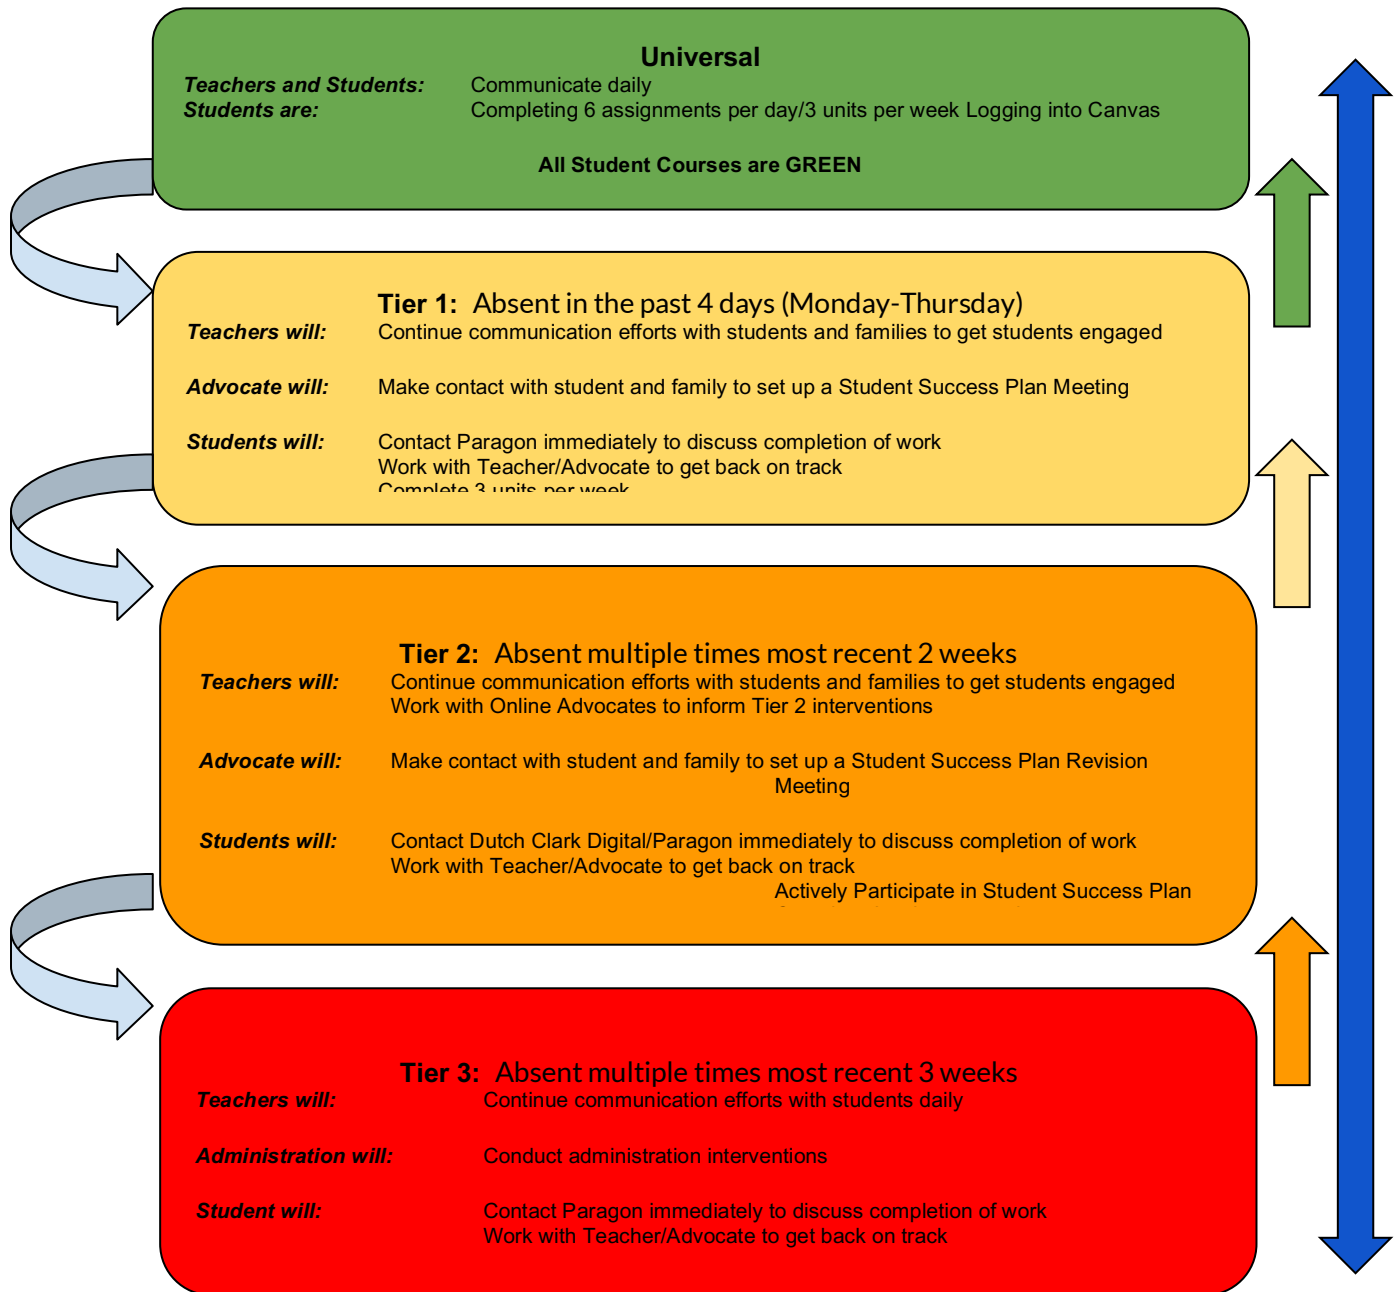 Universal
Teachers and Students: Communicate daily
Students are: Completing 6 assignments per day/3 units per week Logging into Canvas
All Student Courses are GREEN
Tier 1: Absent in the past 4 days (Monday-Thursday)
Teachers will: Continue communication efforts with students and families to get students engaged
Advocate will: Make contact with student and family to set up a Student Success Plan Meeting
Students will: Contact Paragon immediately to discuss completion of work
Work with Teacher/Advocate to get back on track
Complete 3 units per week
Tier 2: Absent multiple times most recent 2 weeks
Teachers will: Continue communication efforts with students and families to get students engaged
Work with Online Advocates to inform Tier 2 interventions
Advocate will: Make contact with student and family to set up a Student Success Plan Revision
Meeting
Students will: Contact Dutch Clark Digital/Paragon immediately to discuss completion of work
Work with Teacher/Advocate to get back on track
Actively Participate in Student Success Plan
Tier 3: Absent multiple times most recent 3 weeks
Teachers will: Continue communication efforts with students daily
Administration will: Conduct administration interventions
Student will: Contact Paragon immediately to discuss completion of work
Work with Teacher/Advocate to get back on track